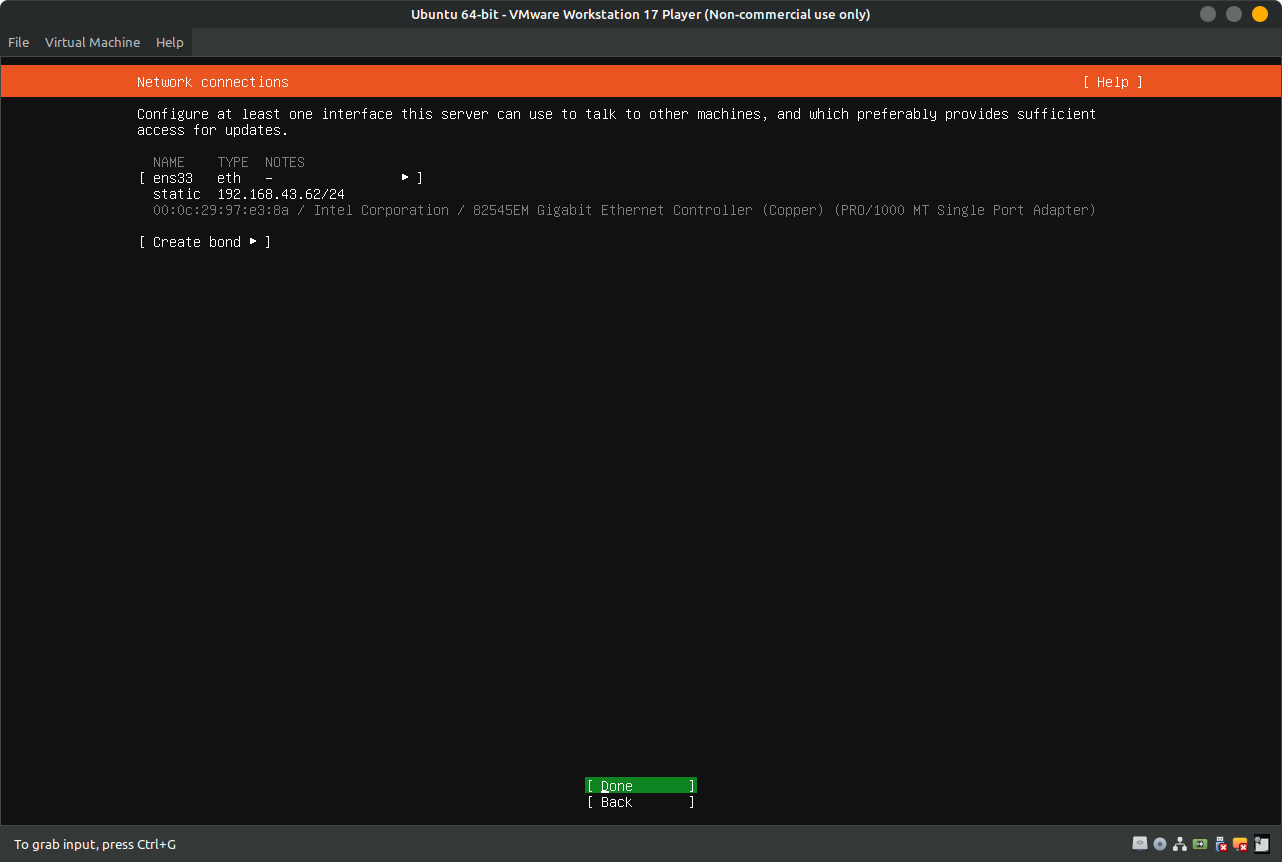 Ubuntu 64-bit - VMware Workstation 17 Player (Non-commercial use only)
File Virtual Machine Help
Network connections [ Help ]
Configure at least one interface this server can use to talk to other machines, and which preferably provides sufficient
access for updates.
NAME TYPE NOTES
[ ens33 eth - ▸ ]
static 192.168.43.62/24
00:0c:29:97:e3:8a / Intel Corporation / 82545EM Gigabit Ethernet Controller (Copper) (PRO/1000 MT Single Port Adapter)
[ Create bond ▸ ]
[ Done ]
[ Back ]
To grab input, press Ctrl+G